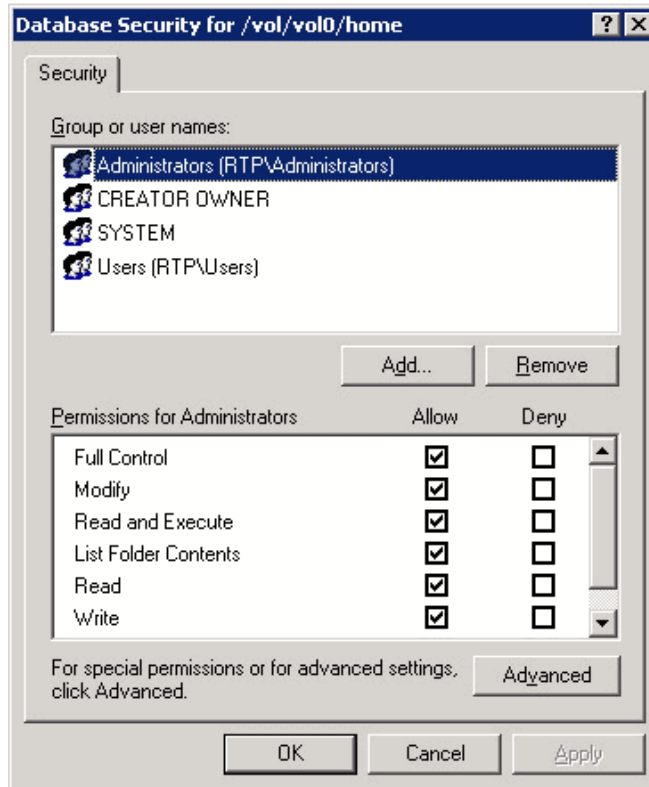 Database Security for /vol/vol0/home
Security
Group or user names:
Administrators (RTP\Administrators)
CREATOR OWNER
SYSTEM
Users (RTP\Users)
Add... Remove
Permissions for Administrators Allow Deny
Full Control
Modify
Read and Execute
List Folder Contents
Read
Write
For special permissions or for advanced settings,
click Advanced.
Advanced
OK Cancel Apply